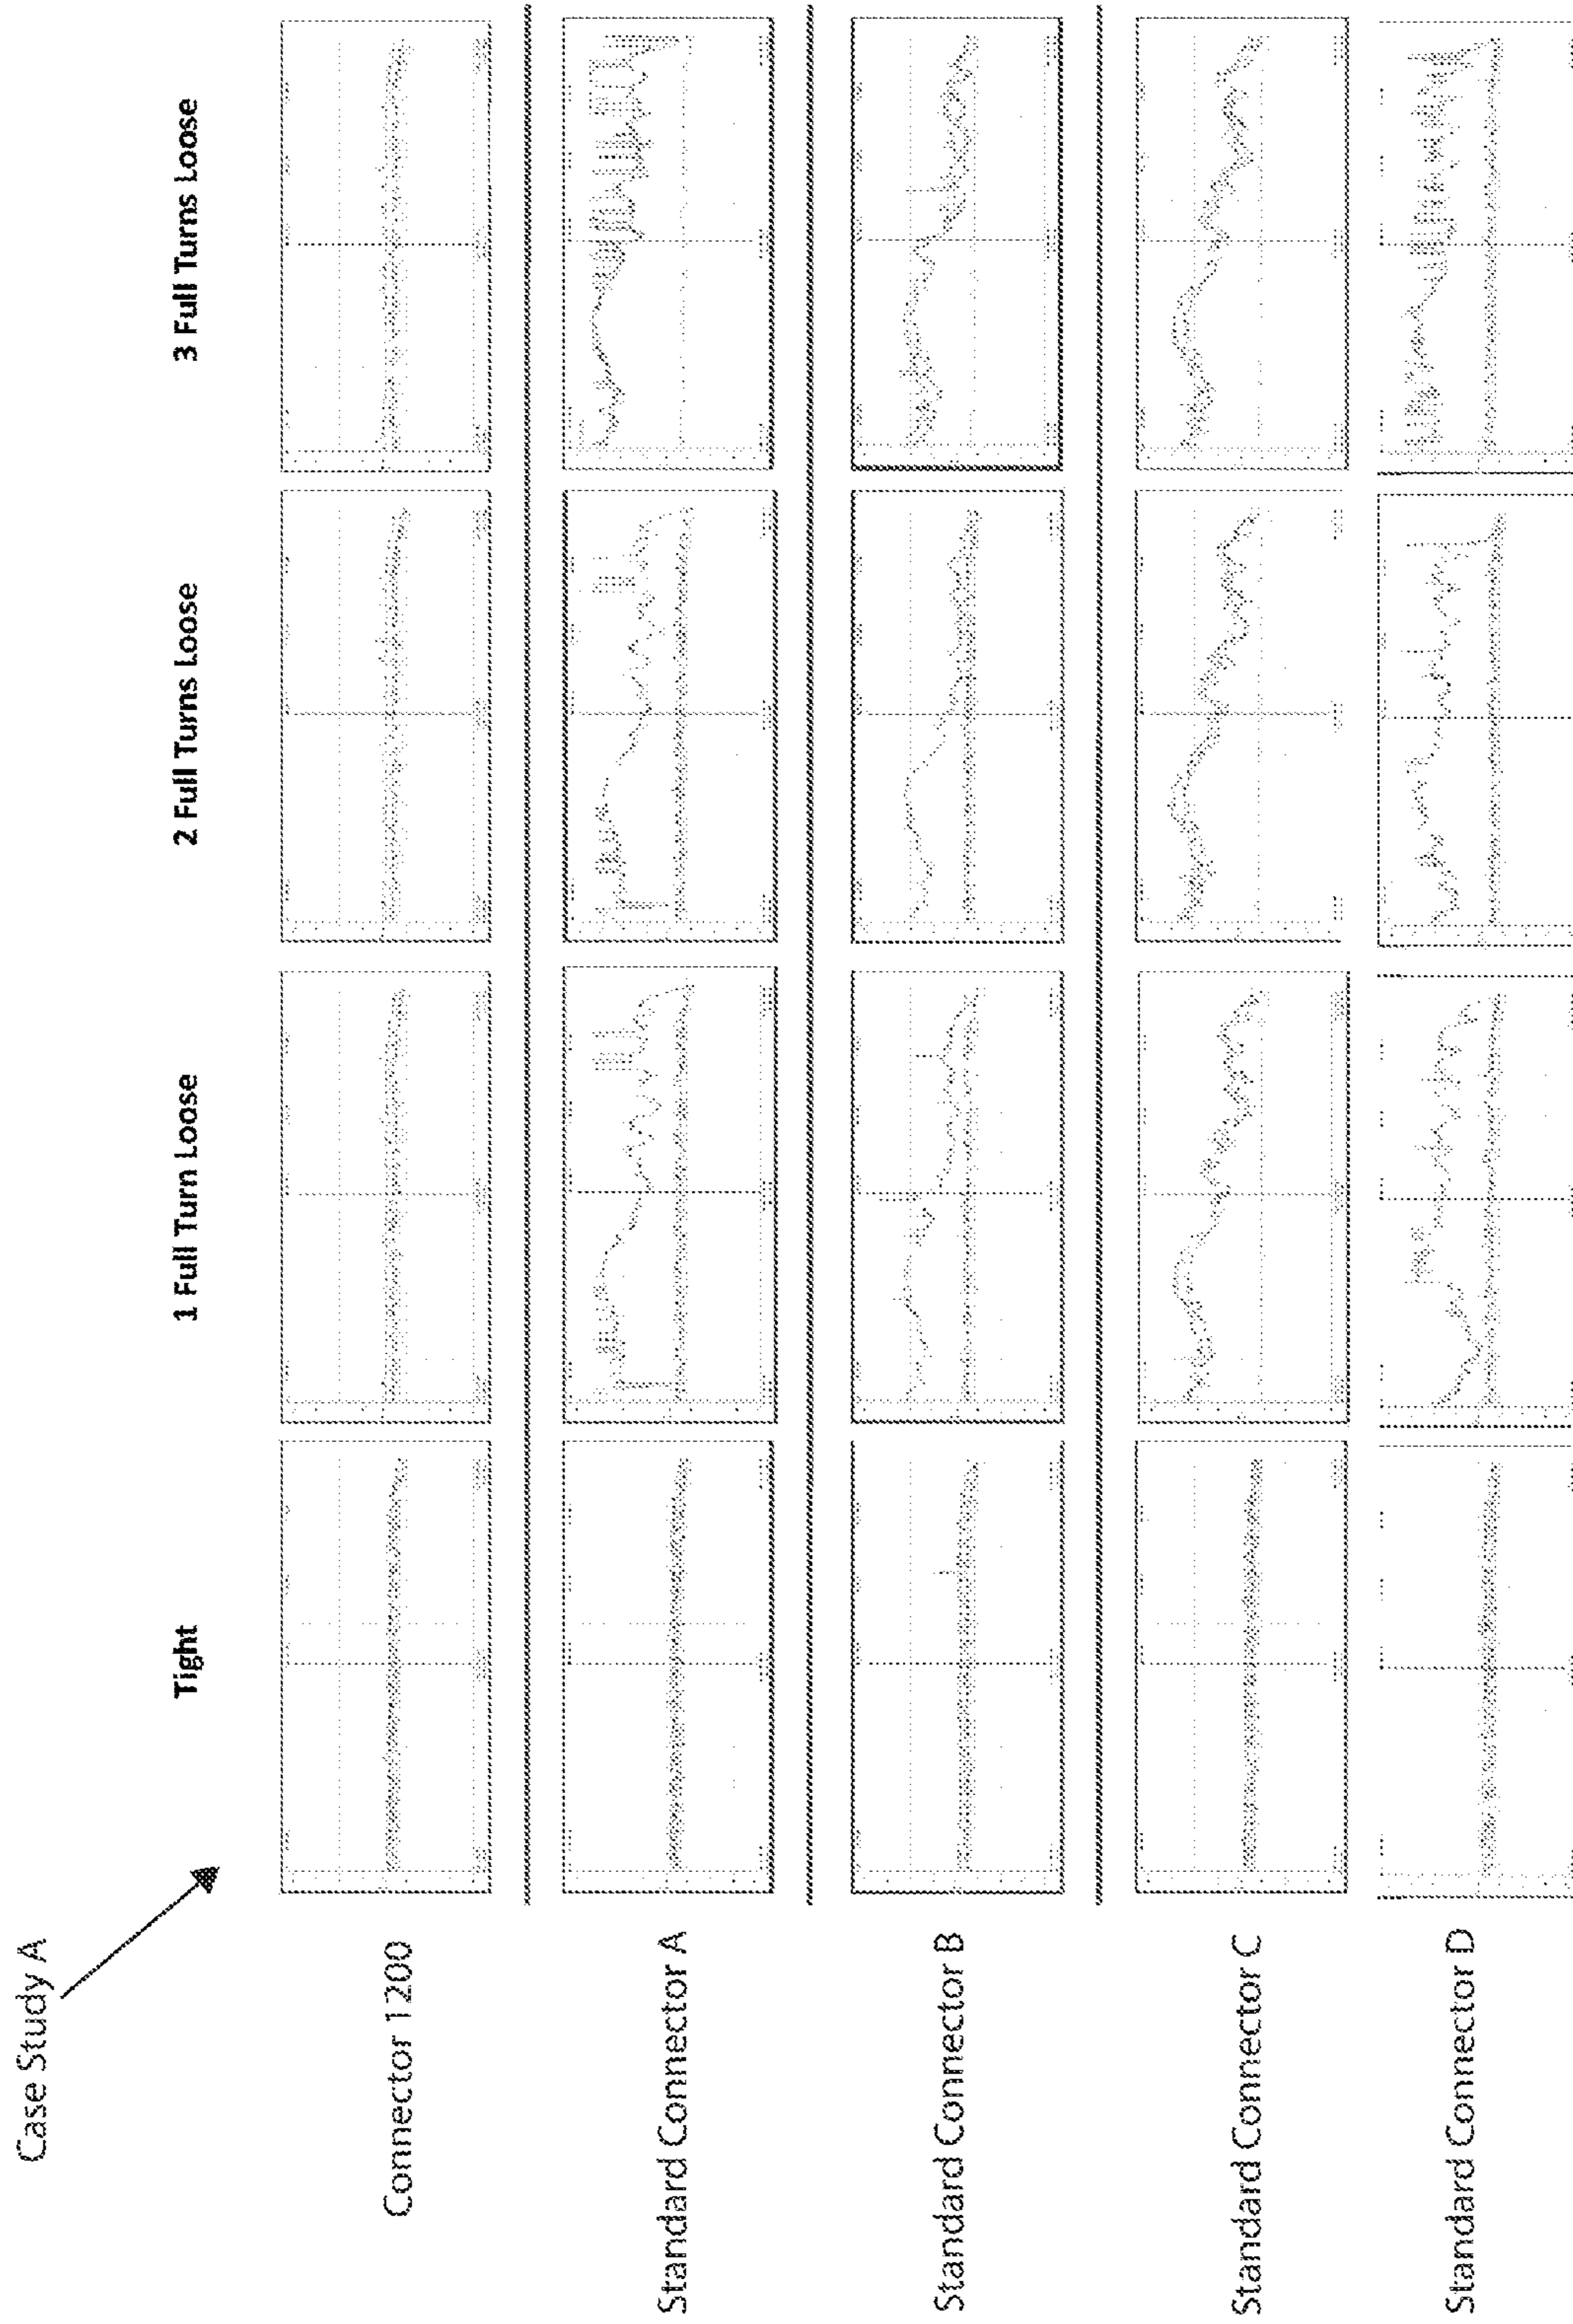 Case Study A
Tight
1 Full Turn Loose
2 Full Turns Loose
3 Full Turns Loose
Connector 1200
Standard Connector A
Standard Connector B
Standard Connector C
Standard Connector D